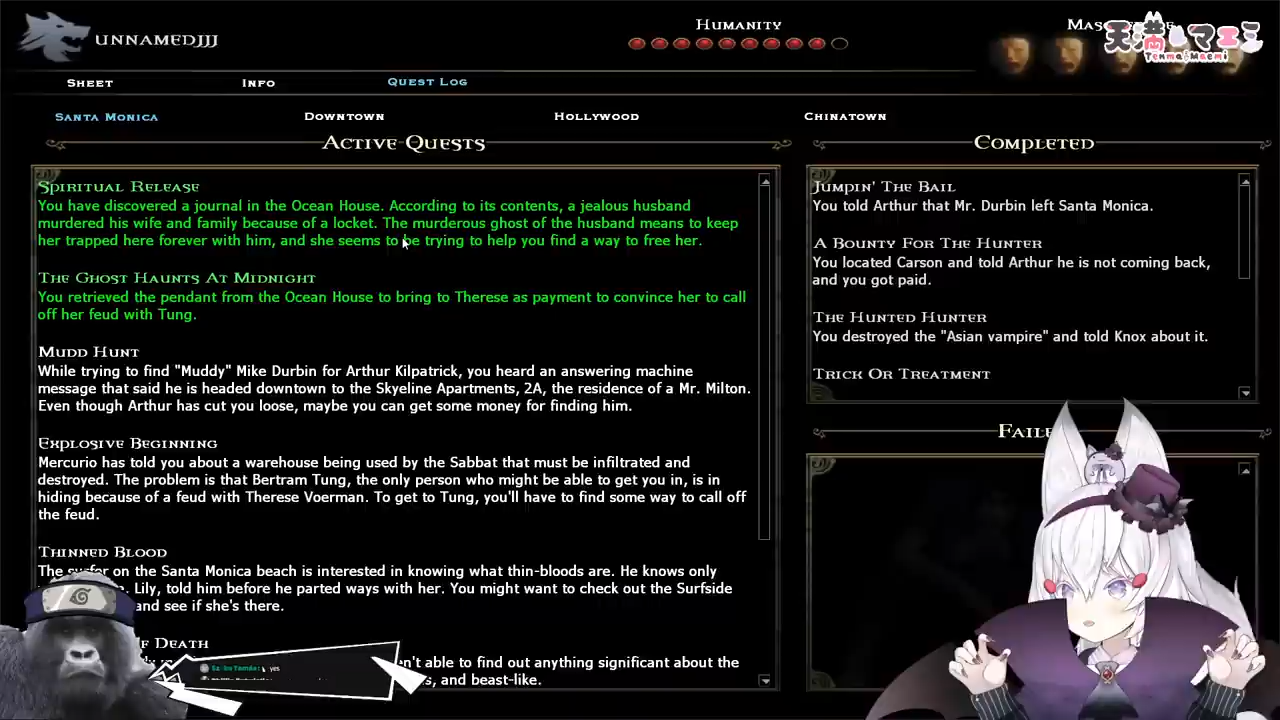 UNNAMEDJJJ
HUMANITY
天満マエミ
Tenma Maemi
SHEET
INFO
QUEST LOG
SANTA MONICA
DOWNTOWN
HOLLYWOOD
CHINATOWN
ACTIVE QUESTS
SPIRITUAL RELEASE
You have discovered a journal in the Ocean House. According to its contents, a jealous husband
murdered his wife and family because of a locket. The murderous ghost of the husband means to keep
her trapped here forever with him, and she seems to be trying to help you find a way to free her.
THE GHOST HAUNTS AT MIDNIGHT
You retrieved the pendant from the Ocean House to bring to Therese as payment to convince her to call
off her feud with Tung.
MUDD HUNT
While trying to find "Muddy" Mike Durbin for Arthur Kilpatrick, you heard an answering machine
message that said he is headed downtown to the Skyeline Apartments, 2A, the residence of a Mr. Milton.
Even though Arthur has cut you loose, maybe you can get some money for finding him.
EXPLOSIVE BEGINNING
Mercurio has told you about a warehouse being used by the Sabbat that must be infiltrated and
destroyed. The problem is that Bertram Tung, the only person who might be able to get you in, is in
hiding because of a feud with Therese Voerman. To get to Tung, you'll have to find some way to call off
the feud.
THINNED BLOOD
The surfer on the Santa Monica beach is interested in knowing what thin-bloods are. He knows only
Lily, told him before he parted ways with her. You might want to check out the Surfside
and see if she's there.
OF DEATH
able to find out anything significant about the
and beast-like.
yes
COMPLETED
JUMPIN' THE BAIL
You told Arthur that Mr. Durbin left Santa Monica.
A BOUNTY FOR THE HUNTER
You located Carson and told Arthur he is not coming back,
and you got paid.
THE HUNTED HUNTER
You destroyed the "Asian vampire" and told Knox about it.
TRICK OR TREATMENT
FAILE